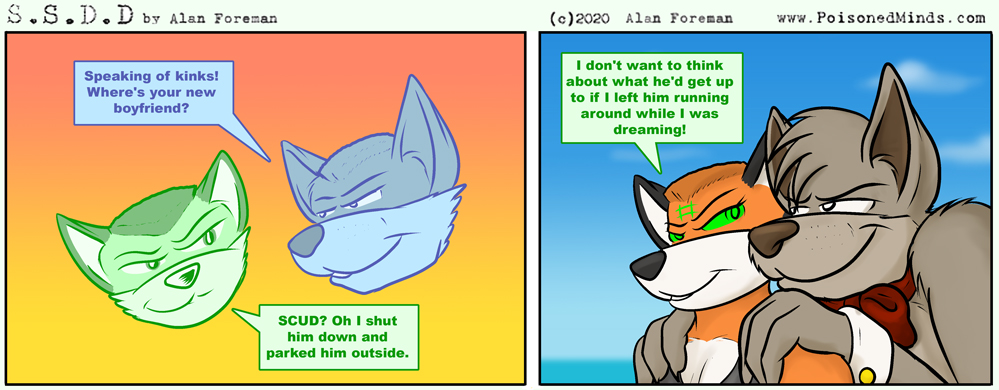 S.S.D.D by Alan Foreman
(c)2020 Alan Foreman www.PoisonedMinds.com
Speaking of kinks!
Where's your new
boyfriend?
SCUD? Oh I shut
him down and
parked him outside.
I don't want to think
about what he'd get up
to if I left him running
around while I was
dreaming!